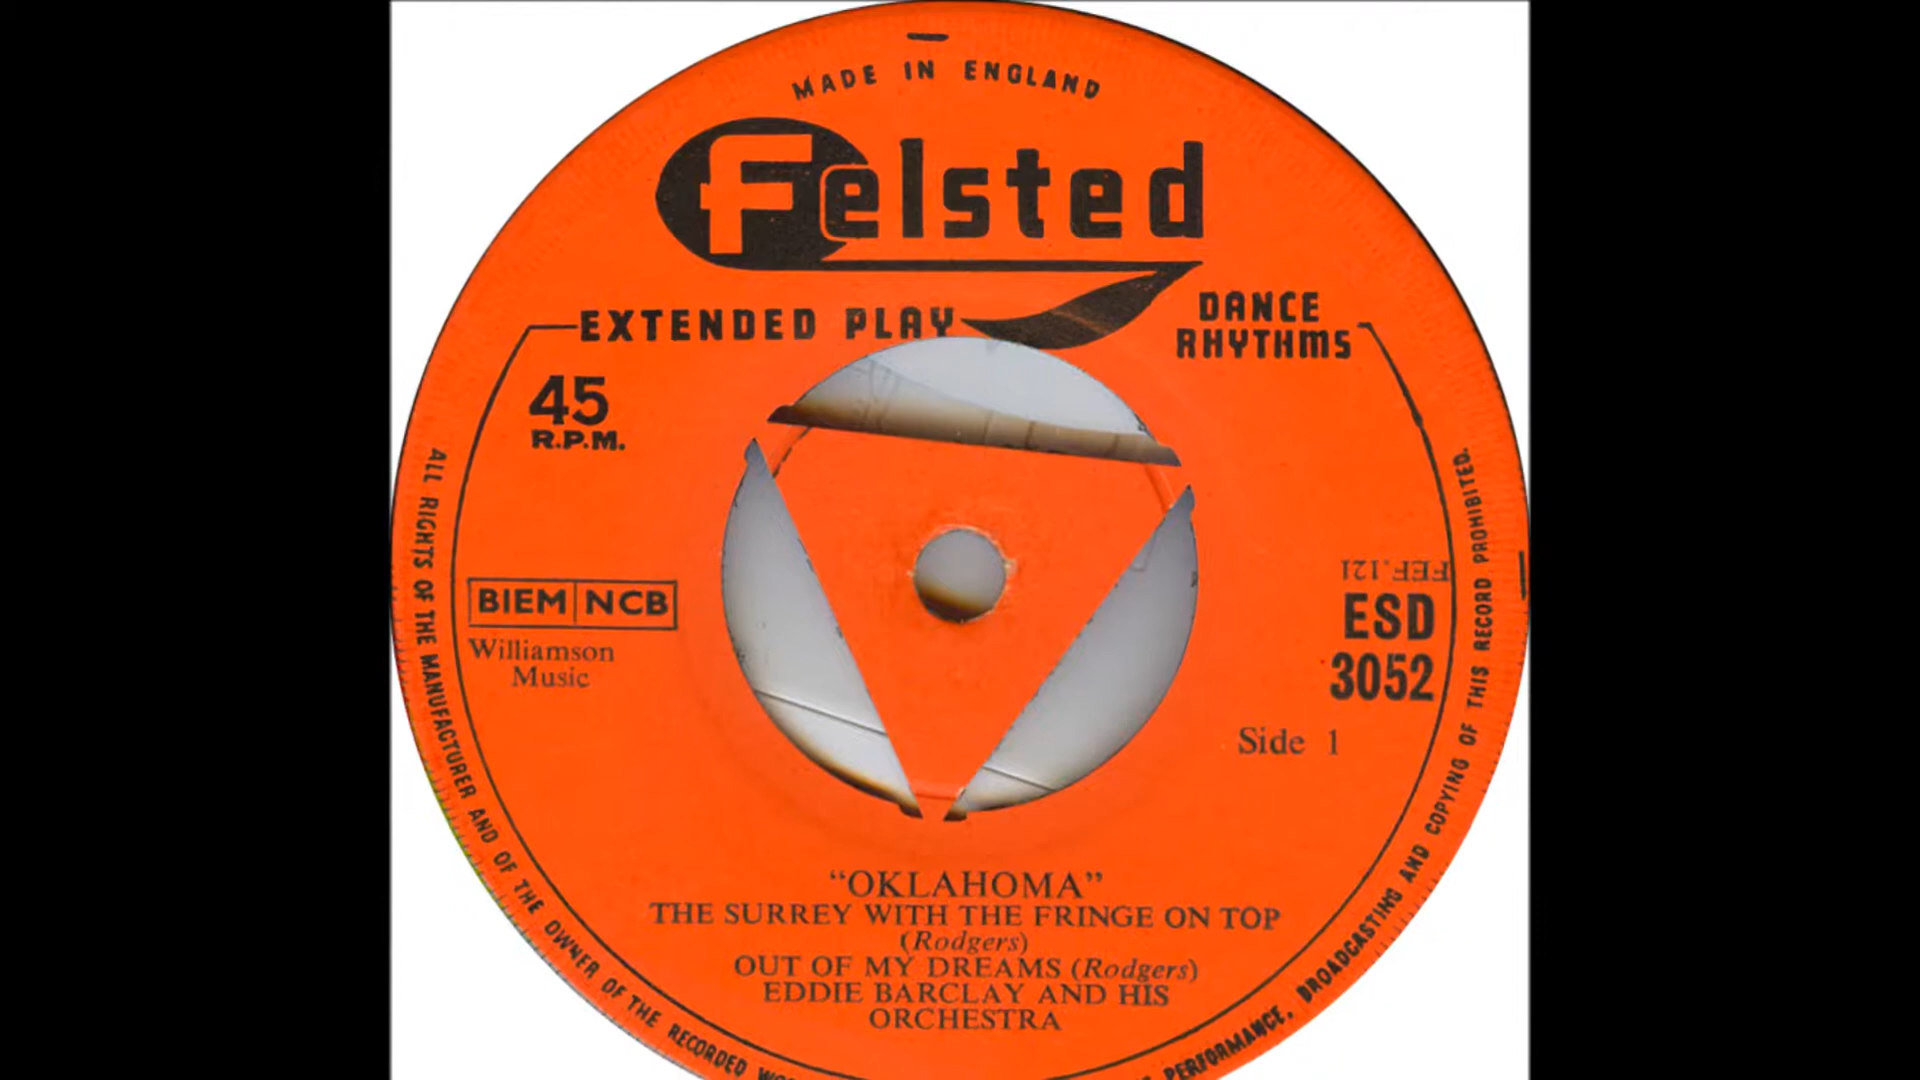 MADE IN ENGLAND
Felsted
EXTENDED PLAY
DANCE
RHYTHMS
45
R.P.M.
BIEM NCB
Williamson
Music
FEF.121
ESD
3052
Side 1
"OKLAHOMA"
THE SURREY WITH THE FRINGE ON TOP
(Rodgers)
OUT OF MY DREAMS (Rodgers)
EDDIE BARCLAY AND HIS
ORCHESTRA
ALL RIGHTS OF THE MANUFACTURER AND OF THE OWNER OF THE RECORDED
PERFORMANCE, BROADCASTING AND COPYING OF THIS RECORD PROHIBITED.